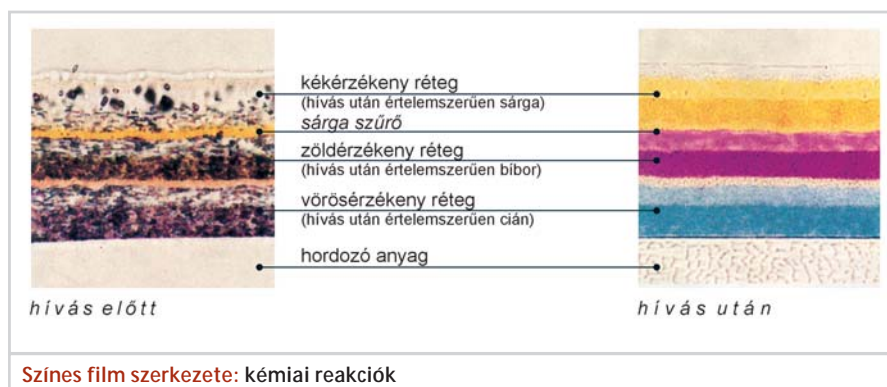 kékérzékeny réteg
(hívás után értelemszerűen sárga)
sárga szűrő
zöldérzékeny réteg
(hívás után értelemszerűen bíbor)
vörösérzékeny réteg
(hívás után értelemszerűen cián)
hordozó anyag
hívás előtt
hívás után
Színes film szerkezete: kémiai reakciók